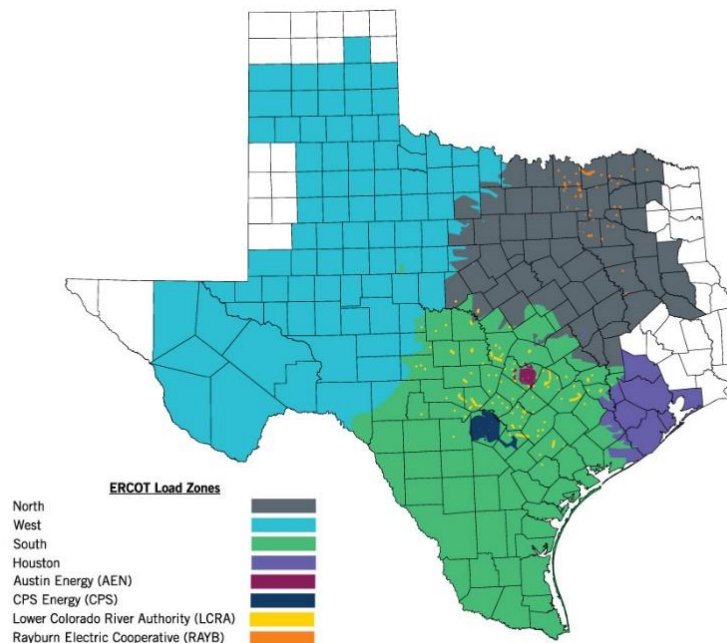 ERCOT Load Zones
North
West
South
Houston
Austin Energy (AEN)
CPS Energy (CPS)
Lower Colorado River Authority (LCRA)
Rayburn Electric Cooperative (RAYB)